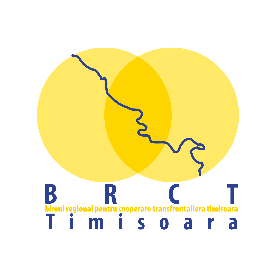 B R C T
biroul regional pentru cooperare transfrontaliera timisoara
Timisoara